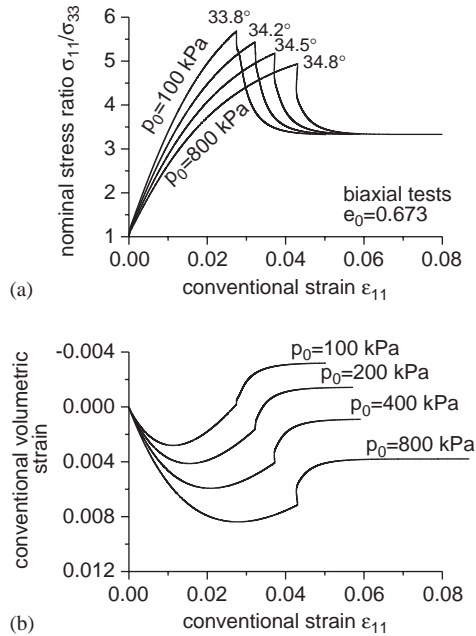 nominal stress ratio σ11/σ33
6
5
4
3
2
1
33.8°
34.2°
34.5°
34.8°
p0=100 kPa
p0=800 kPa
biaxial tests
e0=0.673
0.00 0.02 0.04 0.06 0.08
(a)
conventional strain ε11
conventional volumetric
strain
-0.004
0.000
0.004
0.008
0.012
p0=100 kPa
p0=200 kPa
p0=400 kPa
p0=800 kPa
0.00 0.02 0.04 0.06 0.08
(b)
conventional strain ε11